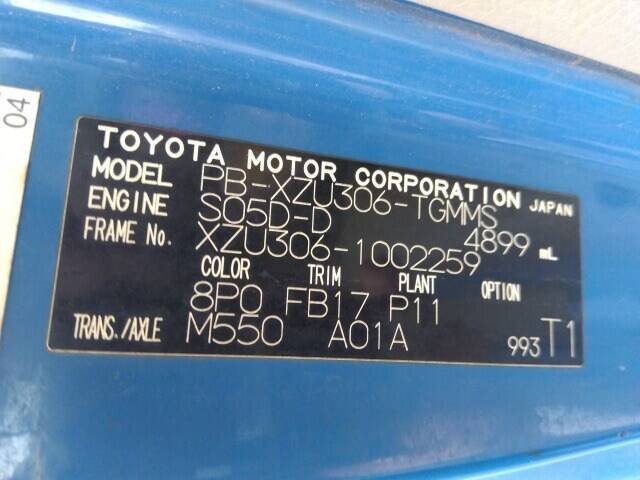 04
TOYOTA MOTOR CORPORATION JAPAN
MODEL PB-XZU306-TGMMS
ENGINE S05D-D 4899 mL
FRAME No. XZU306-1002259
COLOR TRIM PLANT OPTION
8P0 FB17 P11
TRANS./AXLE M550 A01A 993 T1